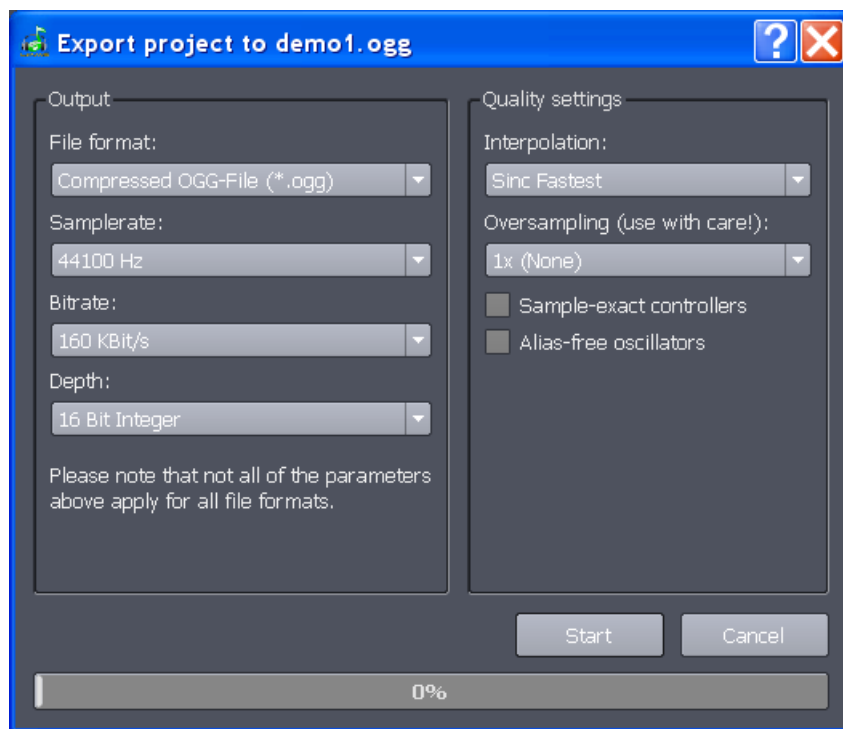 Export project to demo1.ogg
Output
File format:
Compressed OGG-File (*.ogg)
Samplerate:
44100 Hz
Bitrate:
160 KBit/s
Depth:
16 Bit Integer
Please note that not all of the parameters
above apply for all file formats.
Quality settings
Interpolation:
Sinc Fastest
Oversampling (use with care!):
1x (None)
Sample-exact controllers
Alias-free oscillators
Start
Cancel
0%